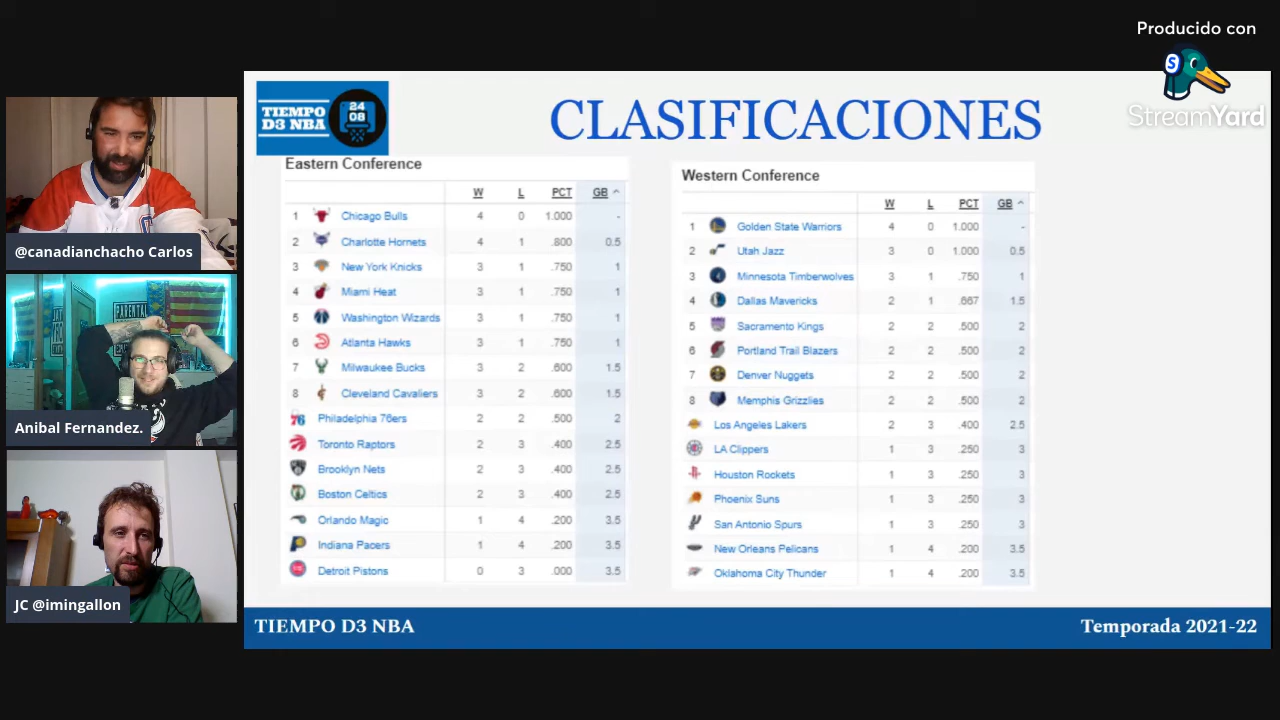 Producido con
StreamYard
TIEMPO
D3 NBA
24
08
CLASIFICACIONES
Eastern Conference
W L PCT GB
1 Chicago Bulls 4 0 1.000 -
2 Charlotte Hornets 4 1 .800 0.5
3 New York Knicks 3 1 .750 1
4 Miami Heat 3 1 .750 1
5 Washington Wizards 3 1 .750 1
6 Atlanta Hawks 3 1 .750 1
7 Milwaukee Bucks 3 2 .600 1.5
8 Cleveland Cavaliers 3 2 .600 1.5
Philadelphia 76ers 2 2 .500 2
Toronto Raptors 2 3 .400 2.5
Brooklyn Nets 2 3 .400 2.5
Boston Celtics 2 3 .400 2.5
Orlando Magic 1 4 .200 3.5
Indiana Pacers 1 4 .200 3.5
Detroit Pistons 0 3 .000 3.5
Western Conference
W L PCT GB
1 Golden State Warriors 4 0 1.000 -
2 Utah Jazz 3 0 1.000 0.5
3 Minnesota Timberwolves 3 1 .750 1
4 Dallas Mavericks 2 1 .667 1.5
5 Sacramento Kings 2 2 .500 2
6 Portland Trail Blazers 2 2 .500 2
7 Denver Nuggets 2 2 .500 2
8 Memphis Grizzlies 2 2 .500 2
Los Angeles Lakers 2 3 .400 2.5
LA Clippers 1 3 .250 3
Houston Rockets 1 3 .250 3
Phoenix Suns 1 3 .250 3
San Antonio Spurs 1 3 .250 3
New Orleans Pelicans 1 4 .200 3.5
Oklahoma City Thunder 1 4 .200 3.5
@canadianchacho Carlos
Anibal Fernandez.
JC @imingallon
TIEMPO D3 NBA
Temporada 2021-22